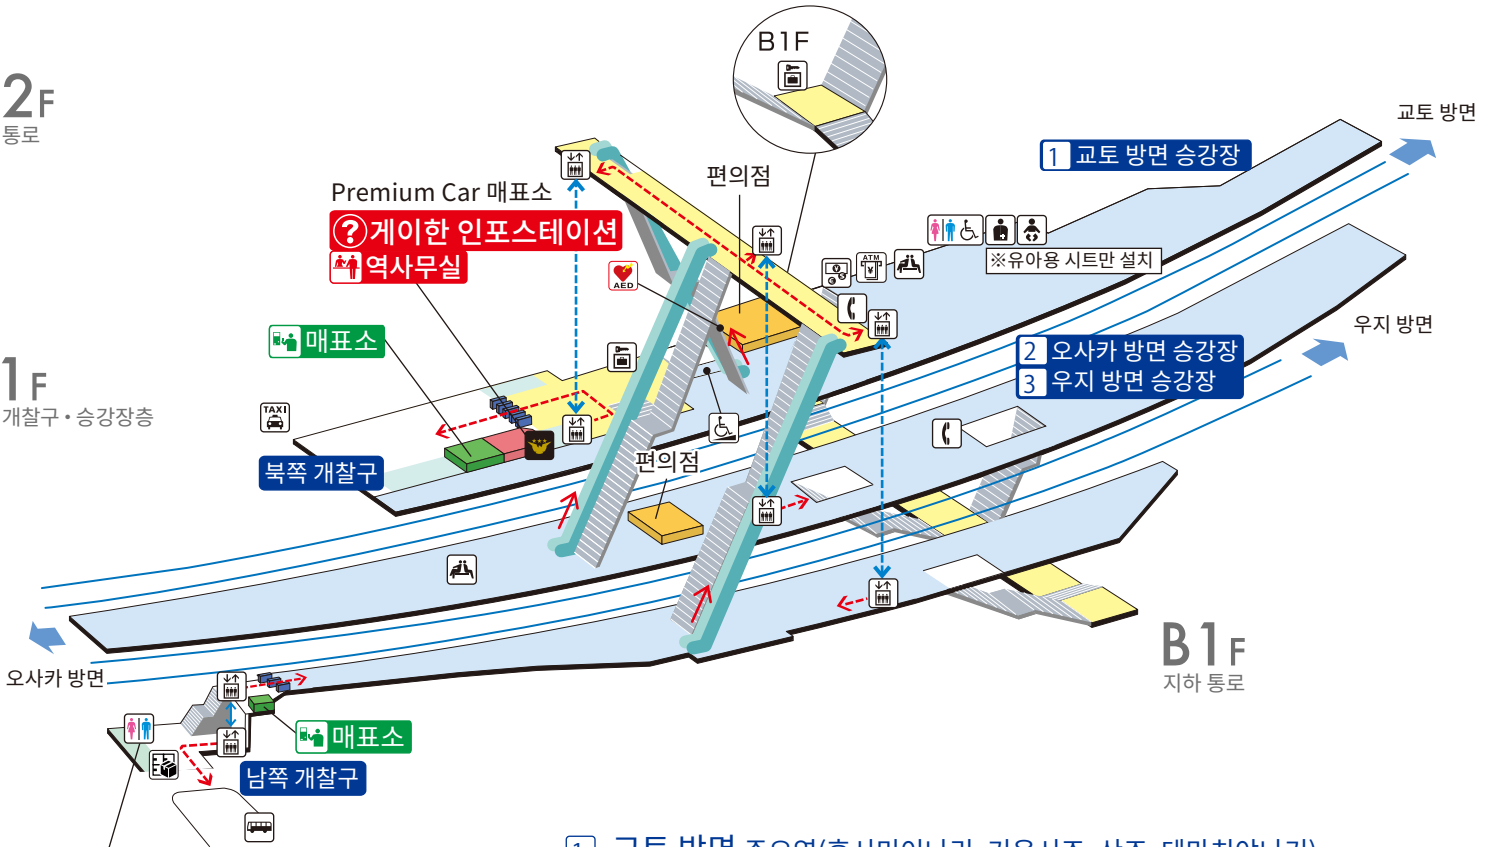 B1F
2F
통로
교토 방면
1 교토 방면 승강장
편의점
Premium Car 매표소
?게이한 인포스테이션
역사무실
ATM
※유아용 시트만 설치
AED
우지 방면
매표소
2 오사카 방면 승강장
3 우지 방면 승강장
1F
개찰구・승강장층
TAXI
북쪽 개찰구
편의점
B1F
지하 통로
오사카 방면
매표소
남쪽 개찰구